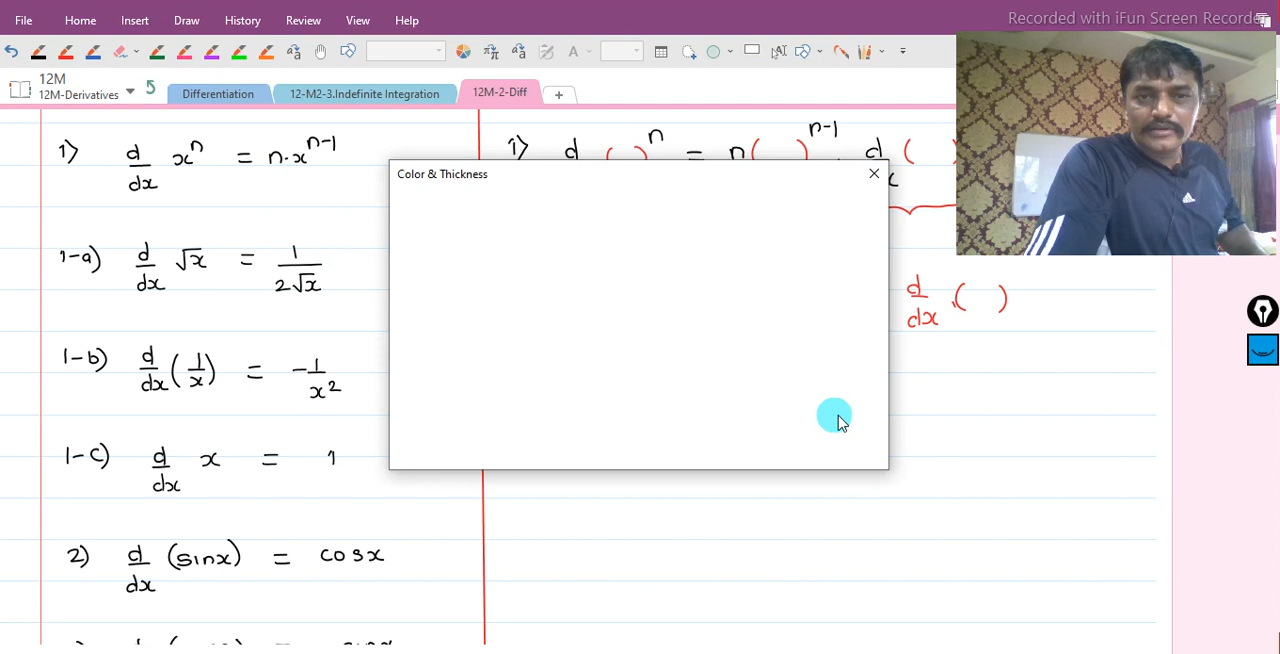 File Home Insert Draw History Review View Help
Recorded with iFun Screen Recorde
12M
12M-Derivatives
Differentiation 12-M2-3.Indefinite Integration 12M-2-Diff +
1) d/dx x^n = n·x^(n-1)
1-a) d/dx √x = 1/(2√x)
1-b) d/dx (1/x) = -1/x²
1-c) d/dx x = 1
2) d/dx (sinx) = cosx
1) d ( )^n = n( )^(n-1) · d/x (
Color & Thickness
d/dx ( )